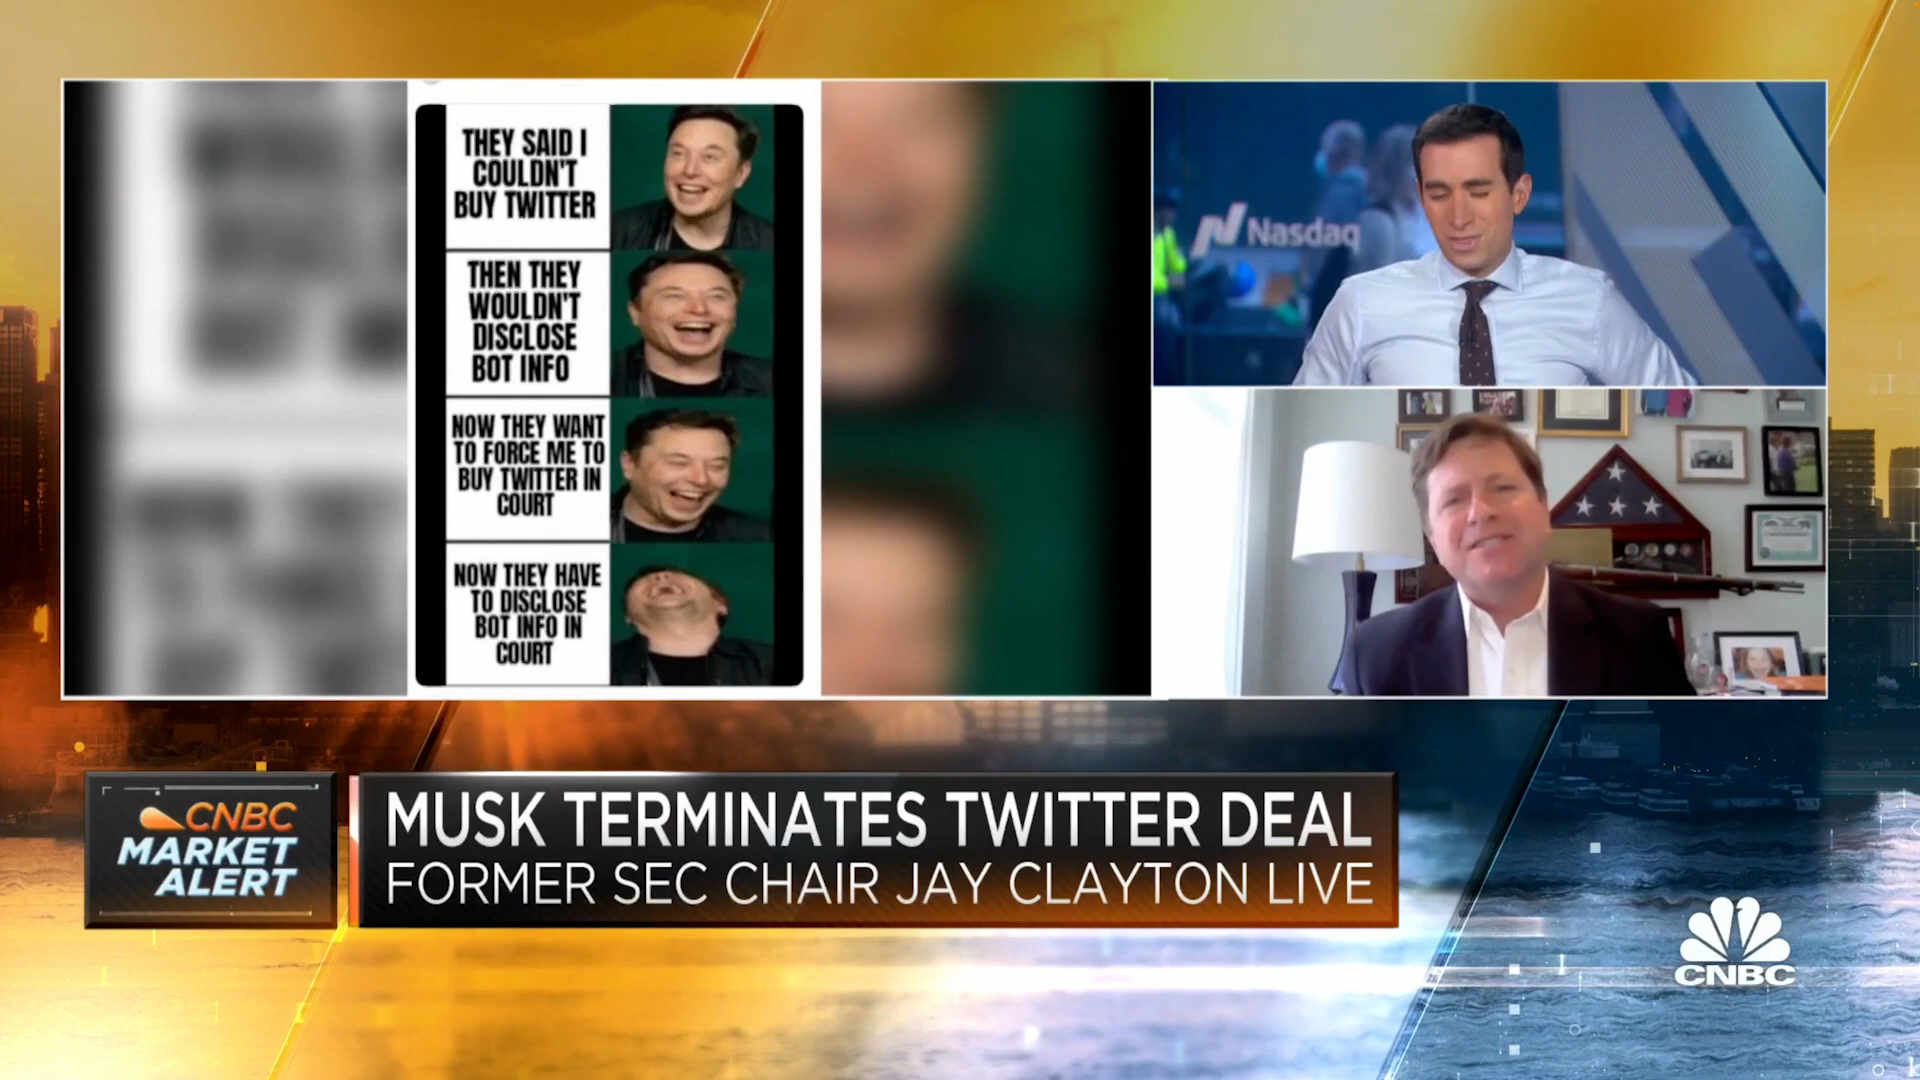 THEY SAID I
COULDN'T
BUY TWITTER
THEN THEY
WOULDN'T
DISCLOSE
BOT INFO
NOW THEY WANT
TO FORCE ME TO
BUY TWITTER IN
COURT
NOW THEY HAVE
TO DISCLOSE
BOT INFO IN
COURT
Nasdaq
CNBC
MARKET
ALERT
MUSK TERMINATES TWITTER DEAL
FORMER SEC CHAIR JAY CLAYTON LIVE
CNBC